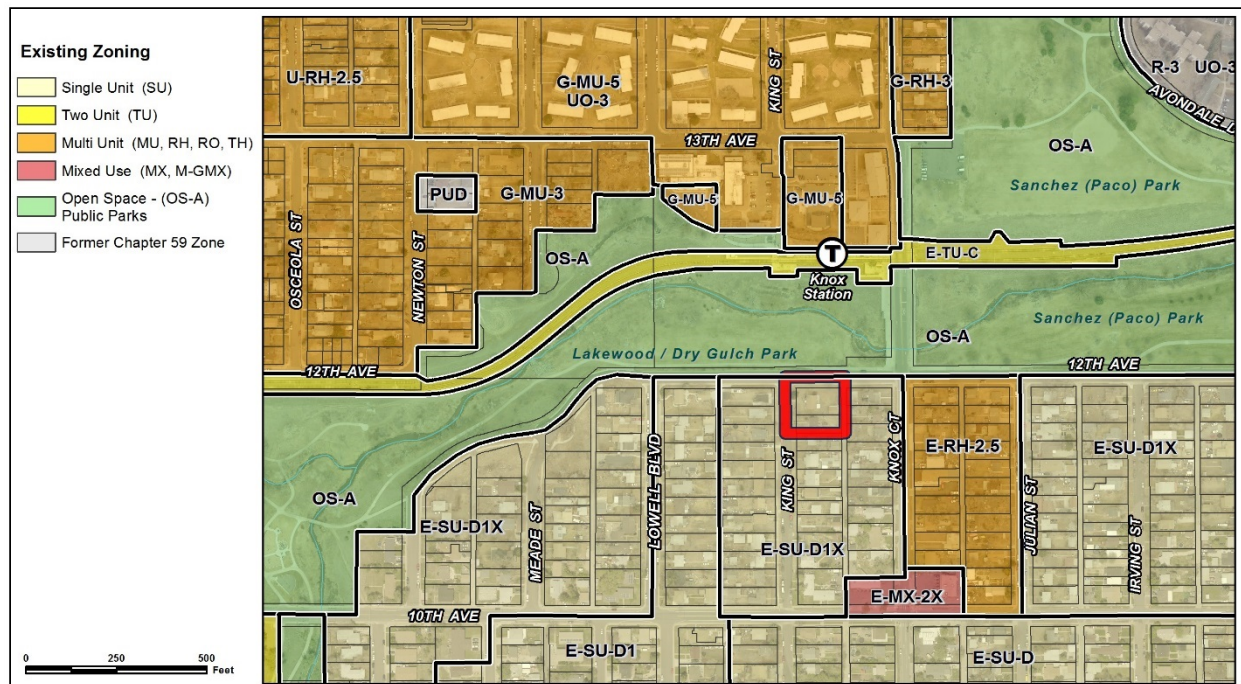 Existing Zoning
Single Unit (SU)
Two Unit (TU)
Multi Unit (MU, RH, RO, TH)
Mixed Use (MX, M-GMX)
Open Space - (OS-A)
Public Parks
Former Chapter 59 Zone
0 250 500
Feet
U-RH-2.5
G-MU-5
UO-3
KING ST
G-RH-3
R-3 UO-3
AVONDALE D
13TH AVE
OS-A
Sanchez (Paco) Park
PUD
G-MU-3
G-MU-5
G-MU-5
OSCEOLA ST
NEWTON ST
OS-A
T
Knox
Station
E-TU-C
Sanchez (Paco) Park
OS-A
Lakewood / Dry Gulch Park
12TH AVE
12TH AVE
OS-A
E-SU-D1X
MEADE ST
LOWELL BLVD
KING ST
E-SU-D1X
KNOX CT
E-RH-2.5
JULIAN ST
E-SU-D1X
IRVING ST
E-MX-2X
10TH AVE
E-SU-D1
E-SU-D